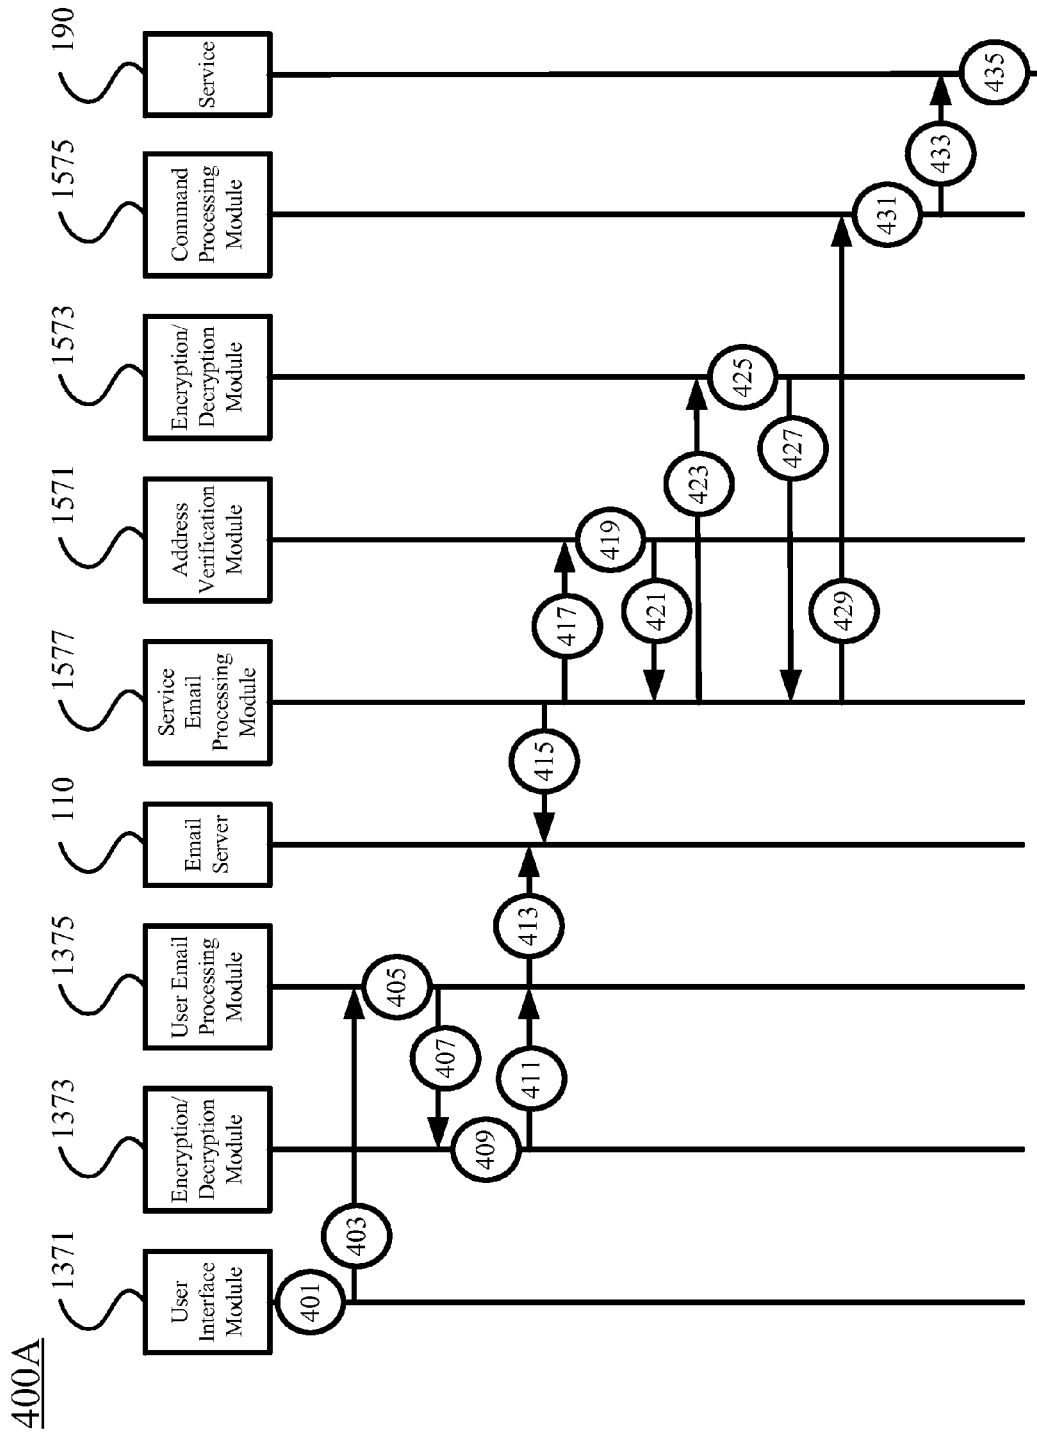 400A
1371
1373
1375
110
1577
1571
1573
1575
190
User
Interface
Module
Encryption/
Decryption
Module
User Email
Processing
Module
Email
Server
Service
Email
Processing
Module
Address
Verification
Module
Encryption/
Decryption
Module
Command
Processing
Module
Service
401
403
405
407
409
411
413
415
417
419
421
423
425
427
429
431
433
435